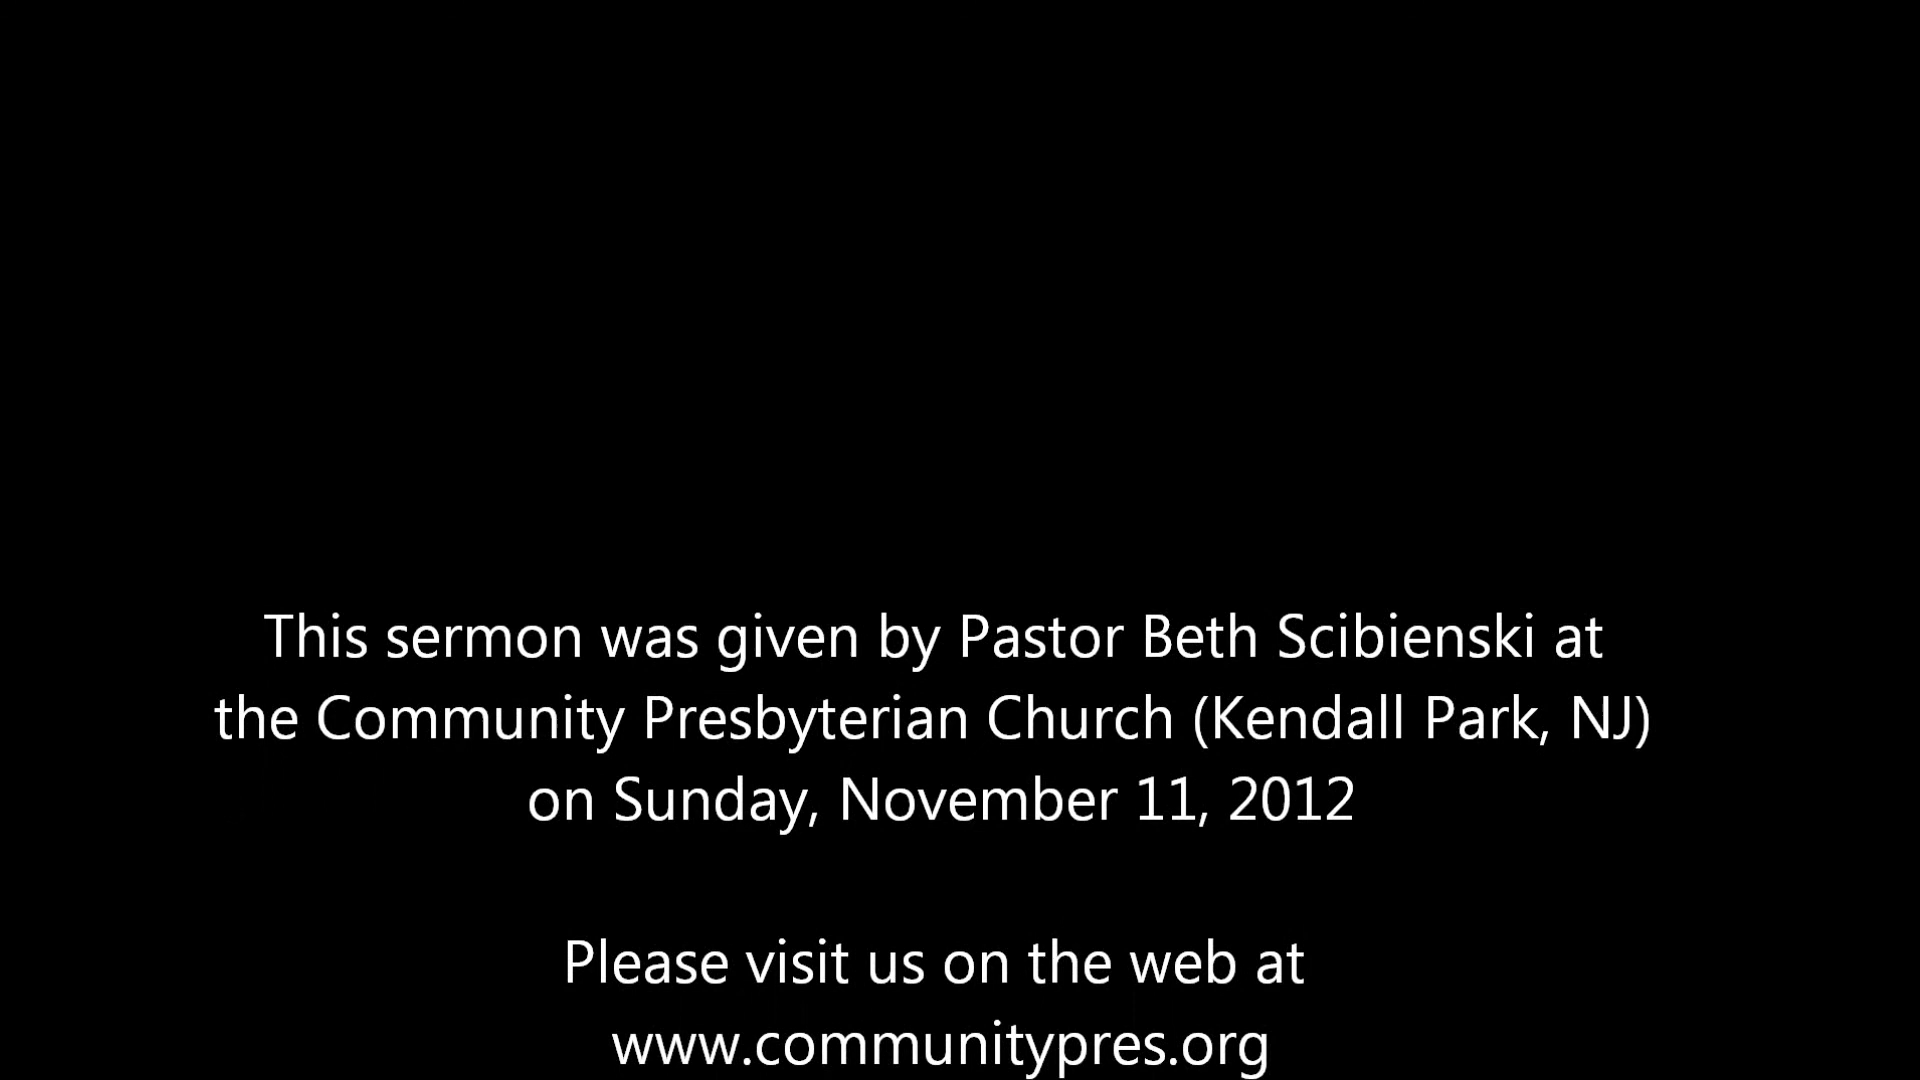 This sermon was given by Pastor Beth Scibienski at
the Community Presbyterian Church (Kendall Park, NJ)
on Sunday, November 11, 2012
Please visit us on the web at
www.communitypres.org